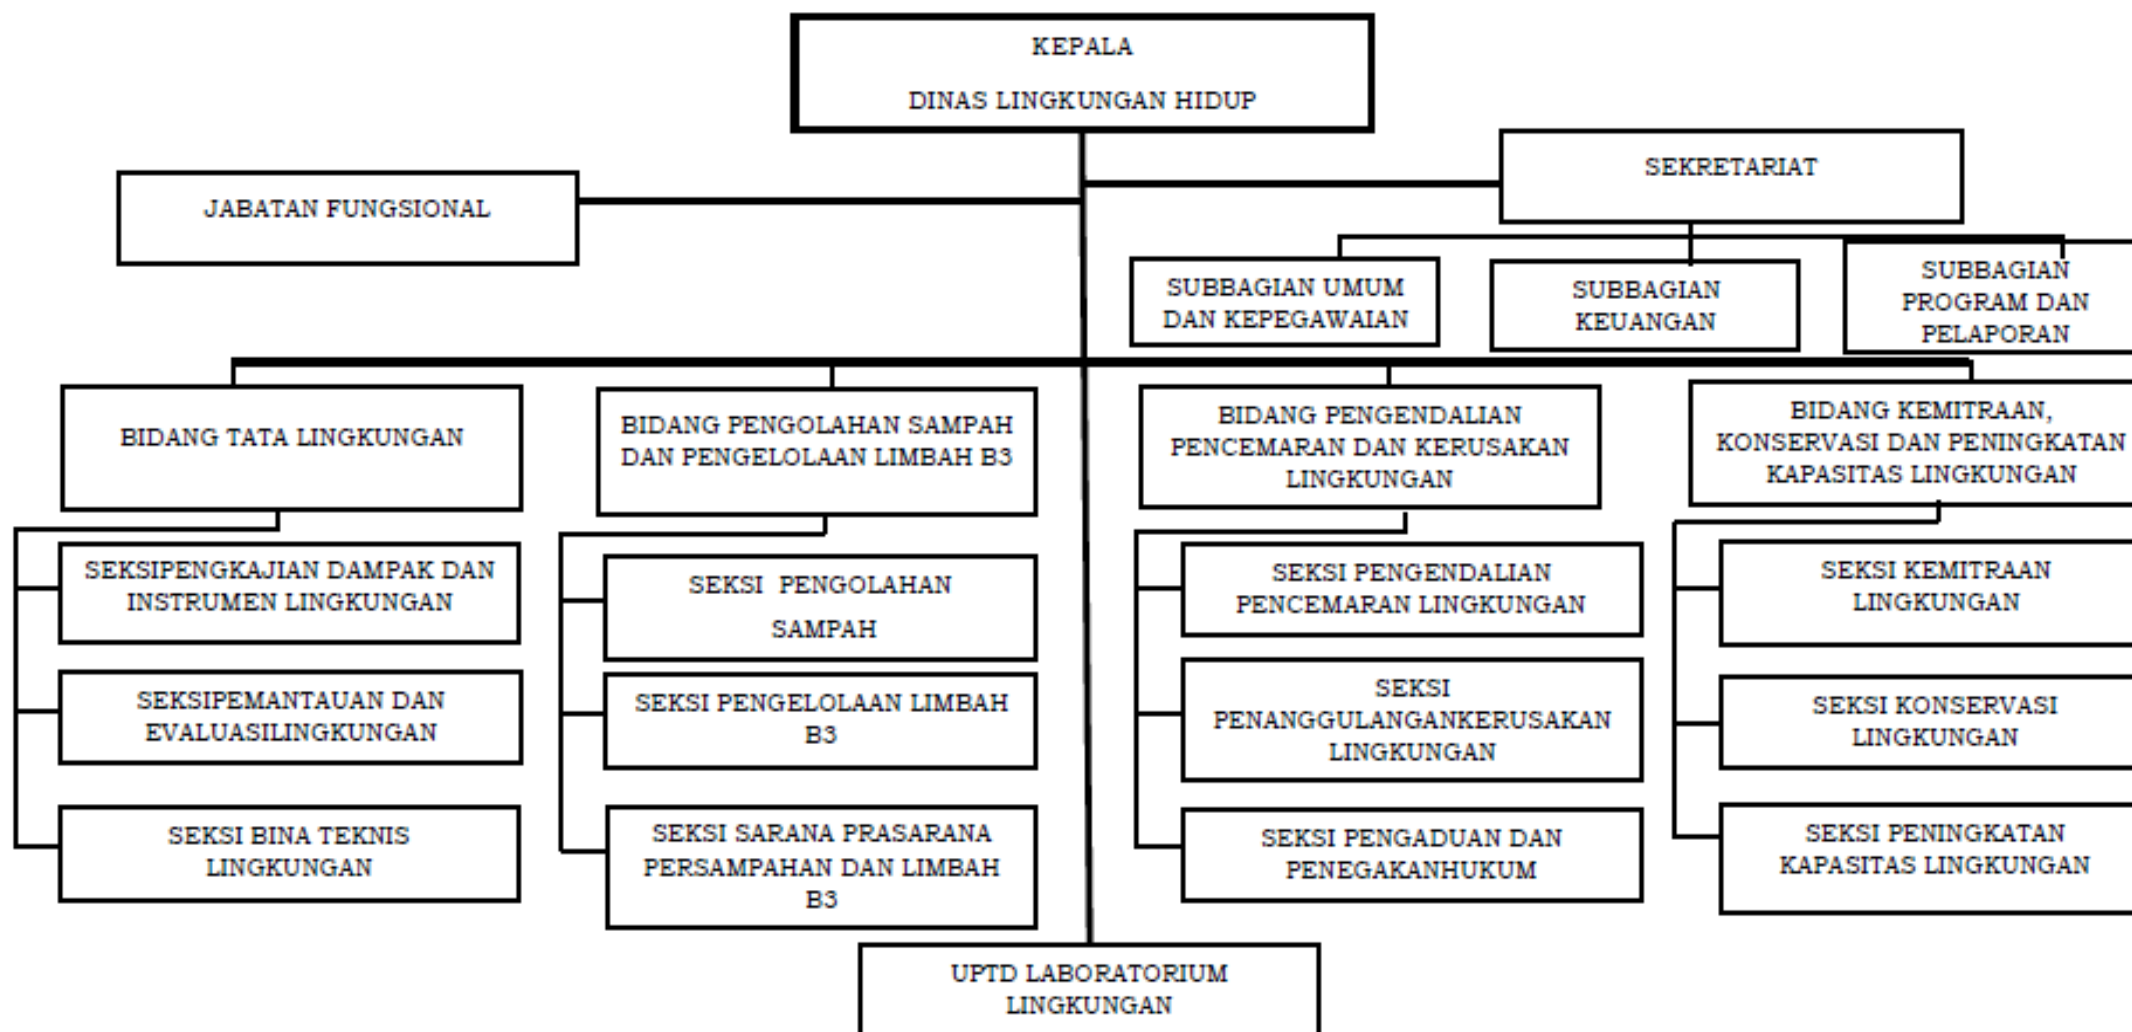 KEPALA
DINAS LINGKUNGAN HIDUP
SEKRETARIAT
JABATAN FUNGSIONAL
SUBBAGIAN UMUM
DAN KEPEGAWAIAN
SUBBAGIAN
KEUANGAN
SUBBAGIAN
PROGRAM DAN
PELAPORAN
BIDANG TATA LINGKUNGAN
BIDANG PENGOLAHAN SAMPAH
DAN PENGELOLAAN LIMBAH B3
BIDANG PENGENDALIAN
PENCEMARAN DAN KERUSAKAN
LINGKUNGAN
BIDANG KEMITRAAN,
KONSERVASI DAN PENINGKATAN
KAPASITAS LINGKUNGAN
SEKSIPENGKAJIAN DAMPAK DAN
INSTRUMEN LINGKUNGAN
SEKSIPEMANTAUAN DAN
EVALUASILINGKUNGAN
SEKSI BINA TEKNIS
LINGKUNGAN
SEKSI PENGOLAHAN
SAMPAH
SEKSI PENGELOLAAN LIMBAH
B3
SEKSI SARANA PRASARANA
PERSAMPAHAN DAN LIMBAH
B3
SEKSI PENGENDALIAN
PENCEMARAN LINGKUNGAN
SEKSI
PENANGGULANGANKERUSAKAN
LINGKUNGAN
SEKSI PENGADUAN DAN
PENEGAKANHUKUM
SEKSI KEMITRAAN
LINGKUNGAN
SEKSI KONSERVASI
LINGKUNGAN
SEKSI PENINGKATAN
KAPASITAS LINGKUNGAN
UPTD LABORATORIUM
LINGKUNGAN